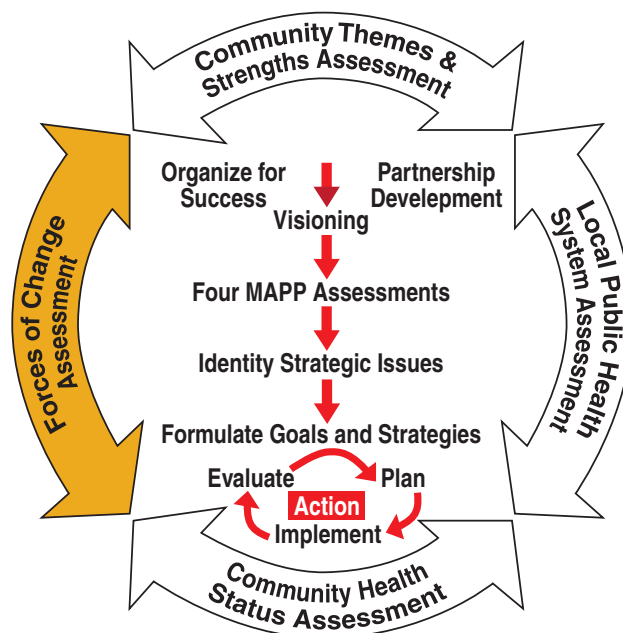 Community Themes &
Strengths Assessment
Organize for
Success
Partnership
Develepment
Visioning
Four MAPP Assessments
Identity Strategic Issues
Formulate Goals and Strategies
Evaluate
Plan
Action
Implement
Forces of Change
Assessment
Local Public Health
System Assessment
Community Health
Status Assessment